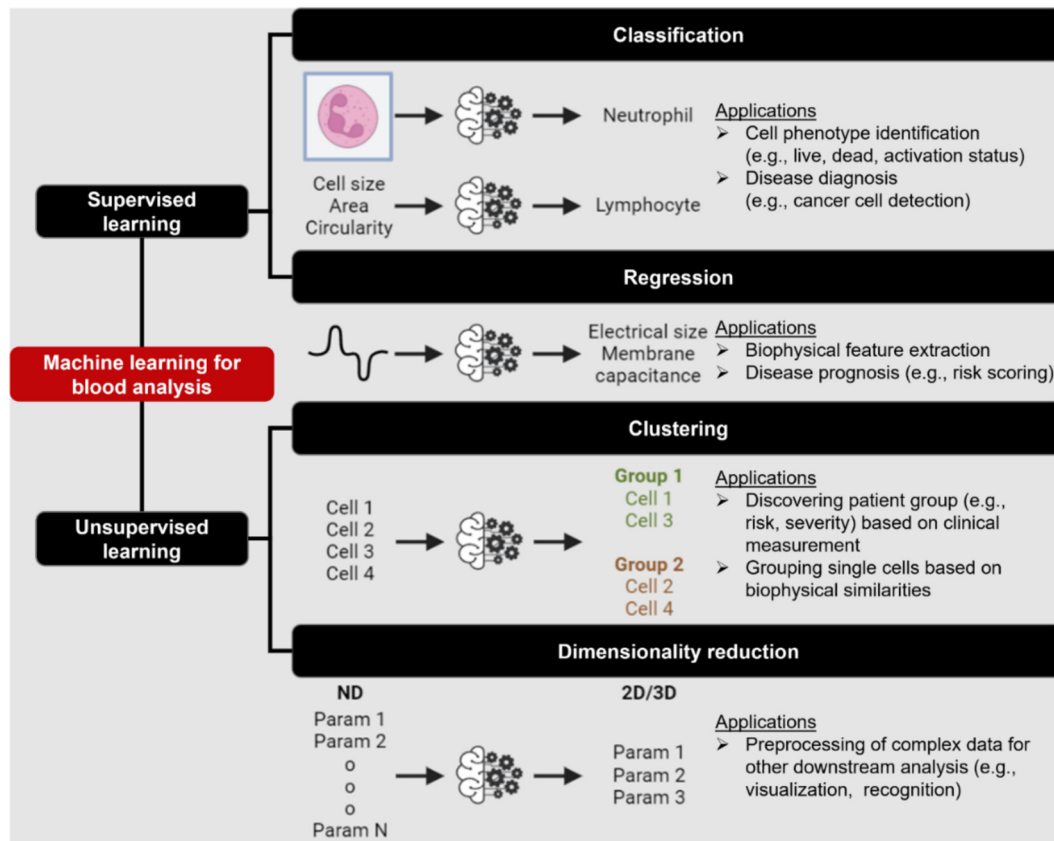 Classification
Neutrophil
Cell size
Area
Circularity
Lymphocyte
Applications
➢ Cell phenotype identification
(e.g., live, dead, activation status)
➢ Disease diagnosis
(e.g., cancer cell detection)
Supervised
learning
Regression
Electrical size
Membrane
capacitance
Applications
➢ Biophysical feature extraction
➢ Disease prognosis (e.g., risk scoring)
Machine learning for
blood analysis
Clustering
Cell 1
Cell 2
Cell 3
Cell 4
Group 1
Cell 1
Cell 3
Group 2
Cell 2
Cell 4
Applications
➢ Discovering patient group (e.g.,
risk, severity) based on clinical
measurement
➢ Grouping single cells based on
biophysical similarities
Unsupervised
learning
Dimensionality reduction
ND
Param 1
Param 2
o
o
o
Param N
2D/3D
Param 1
Param 2
Param 3
Applications
➢ Preprocessing of complex data for
other downstream analysis (e.g.,
visualization, recognition)